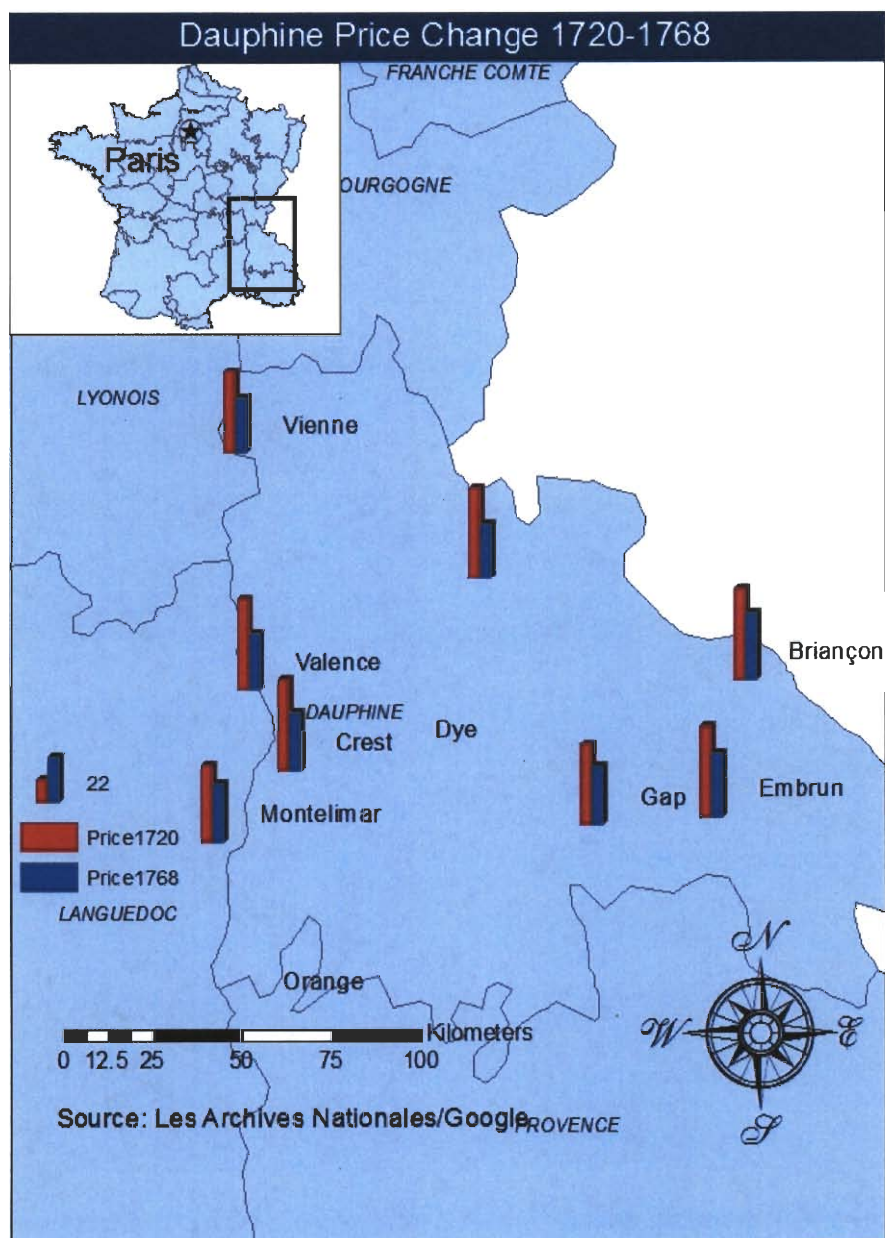 Dauphine Price Change 1720-1768
FRANCHE COMTE
Paris
OURGOGNE
LYONOIS
Vienne
Valence
Briançon
DAUPHINE
Crest
Dye
22
Montelimar
Gap
Embrun
Price1720
Price1768
LANGUEDOC
N
Orange
Kilometers
W
E
0 12.5 25 50 75 100
S
Source: Les Archives Nationales/Google
PROVENCE